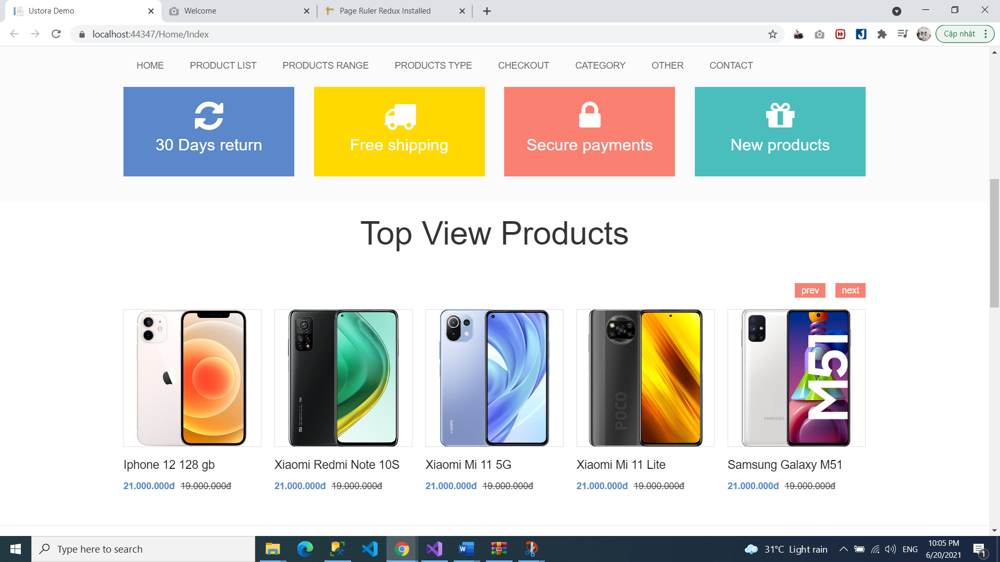 Ustora Demo
Welcome
Page Ruler Redux Installed
localhost:44347/Home/Index
Cập nhật
HOME
PRODUCT LIST
PRODUCTS RANGE
PRODUCTS TYPE
CHECKOUT
CATEGORY
OTHER
CONTACT
30 Days return
Free shipping
Secure payments
New products
Top View Products
prev
next
POCO
xiaomi
SAMSUNG
M51
Iphone 12 128 gb
Xiaomi Redmi Note 10S
Xiaomi Mi 11 5G
Xiaomi Mi 11 Lite
Samsung Galaxy M51
21.000.000đ 19.000.000đ
21.000.000đ 19.000.000đ
21.000.000đ 19.000.000đ
21.000.000đ 19.000.000đ
21.000.000đ 19.000.000đ
Type here to search
31°C Light rain
ENG
10:05 PM
6/20/2021
1